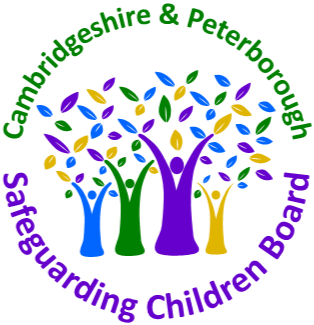 Cambridgeshire & Peterborough
Safeguarding Children Board